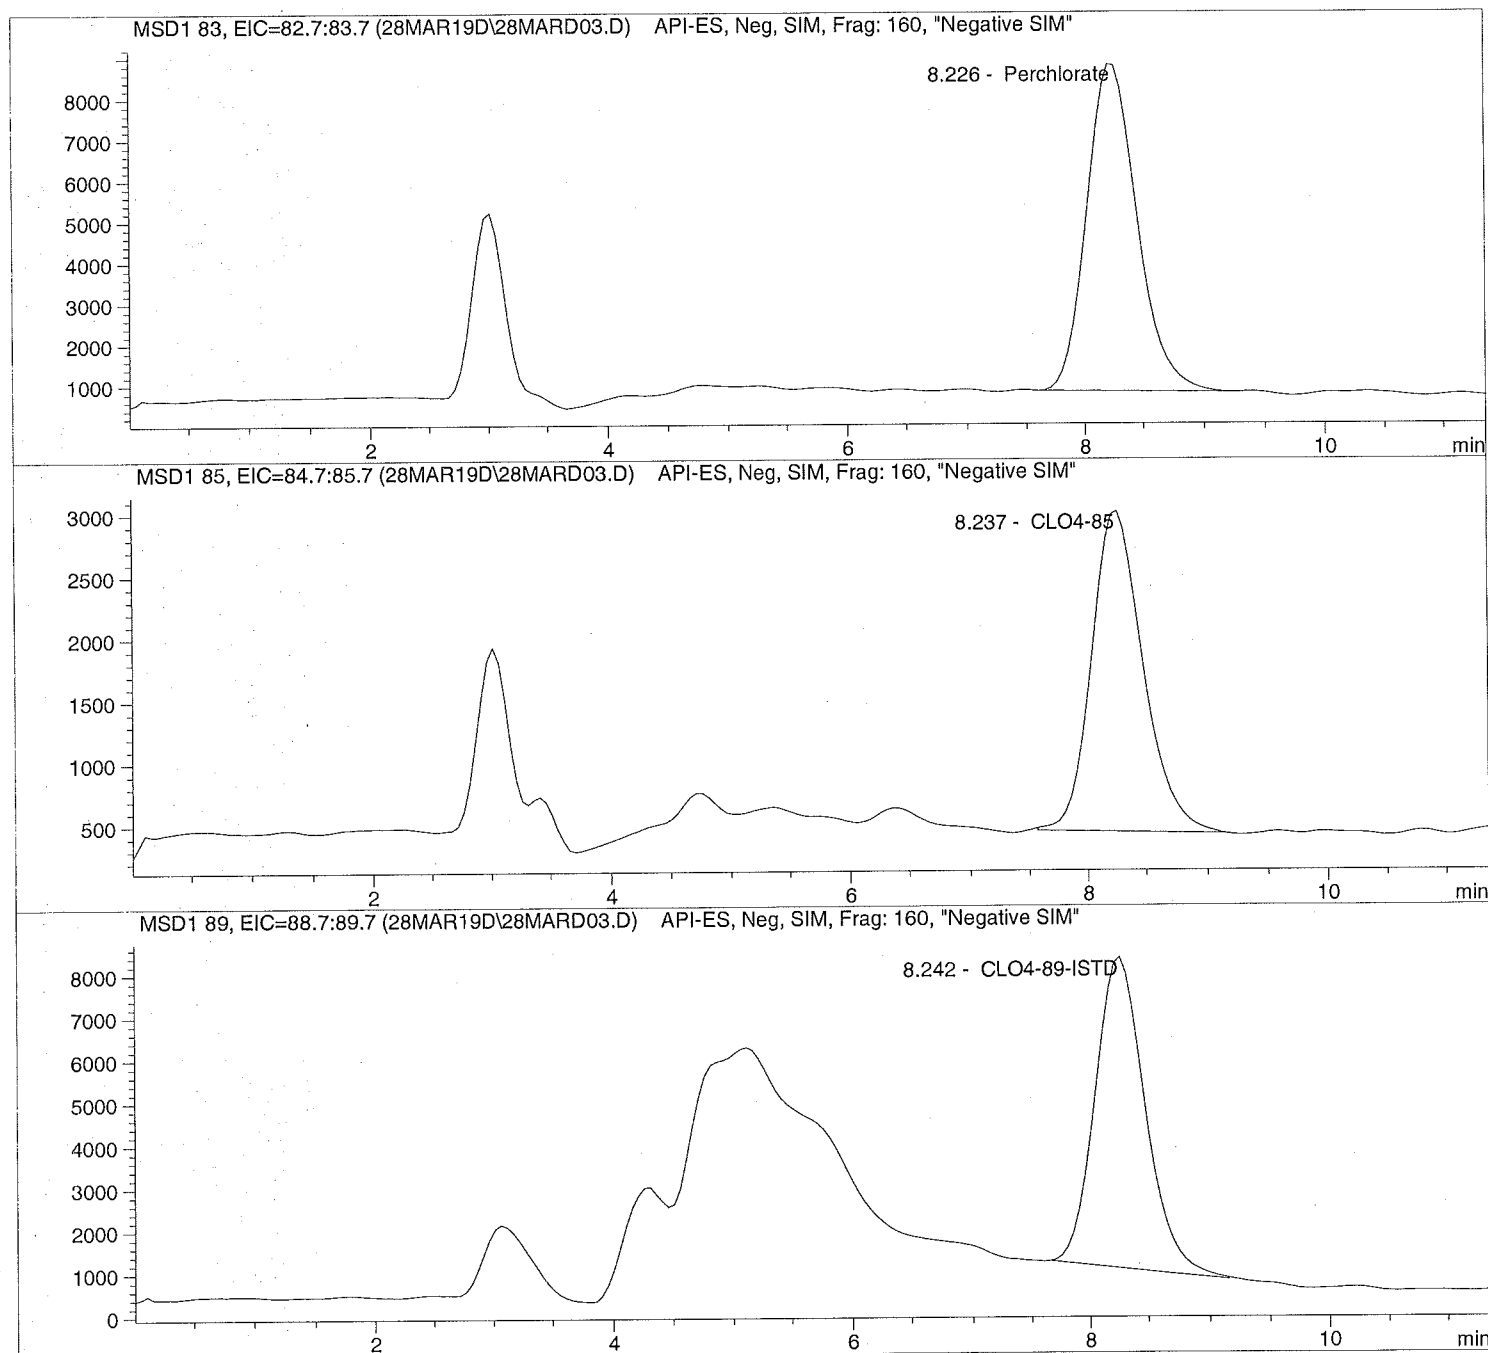 MSD1 83, EIC=82.7:83.7 (28MAR19D\28MARD03.D) API-ES, Neg, SIM, Frag: 160, "Negative SIM"
8.226 - Perchlorate
8000
7000
6000
5000
4000
3000
2000
1000
2 4 6 8 10 min
MSD1 85, EIC=84.7:85.7 (28MAR19D\28MARD03.D) API-ES, Neg, SIM, Frag: 160, "Negative SIM"
8.237 - CLO4-85
3000
2500
2000
1500
1000
500
2 4 6 8 10 min
MSD1 89, EIC=88.7:89.7 (28MAR19D\28MARD03.D) API-ES, Neg, SIM, Frag: 160, "Negative SIM"
8.242 - CLO4-89-ISTD
8000
7000
6000
5000
4000
3000
2000
1000
0
2 4 6 8 10 min